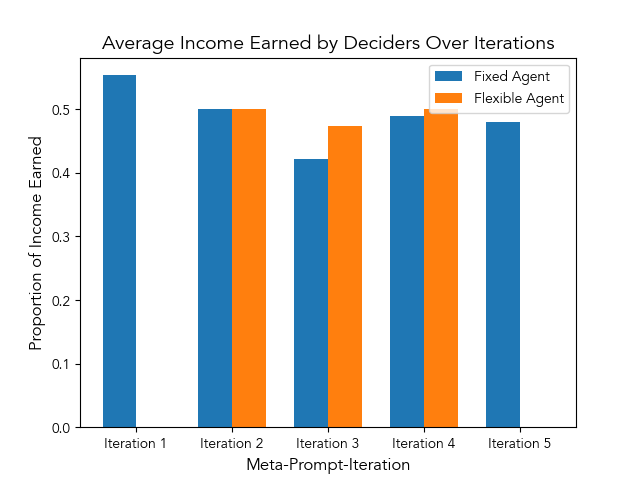 Average Income Earned by Deciders Over Iterations
Fixed Agent
Flexible Agent
Proportion of Income Earned
0.5
0.4
0.3
0.2
0.1
0.0
Iteration 1 Iteration 2 Iteration 3 Iteration 4 Iteration 5
Meta-Prompt-Iteration